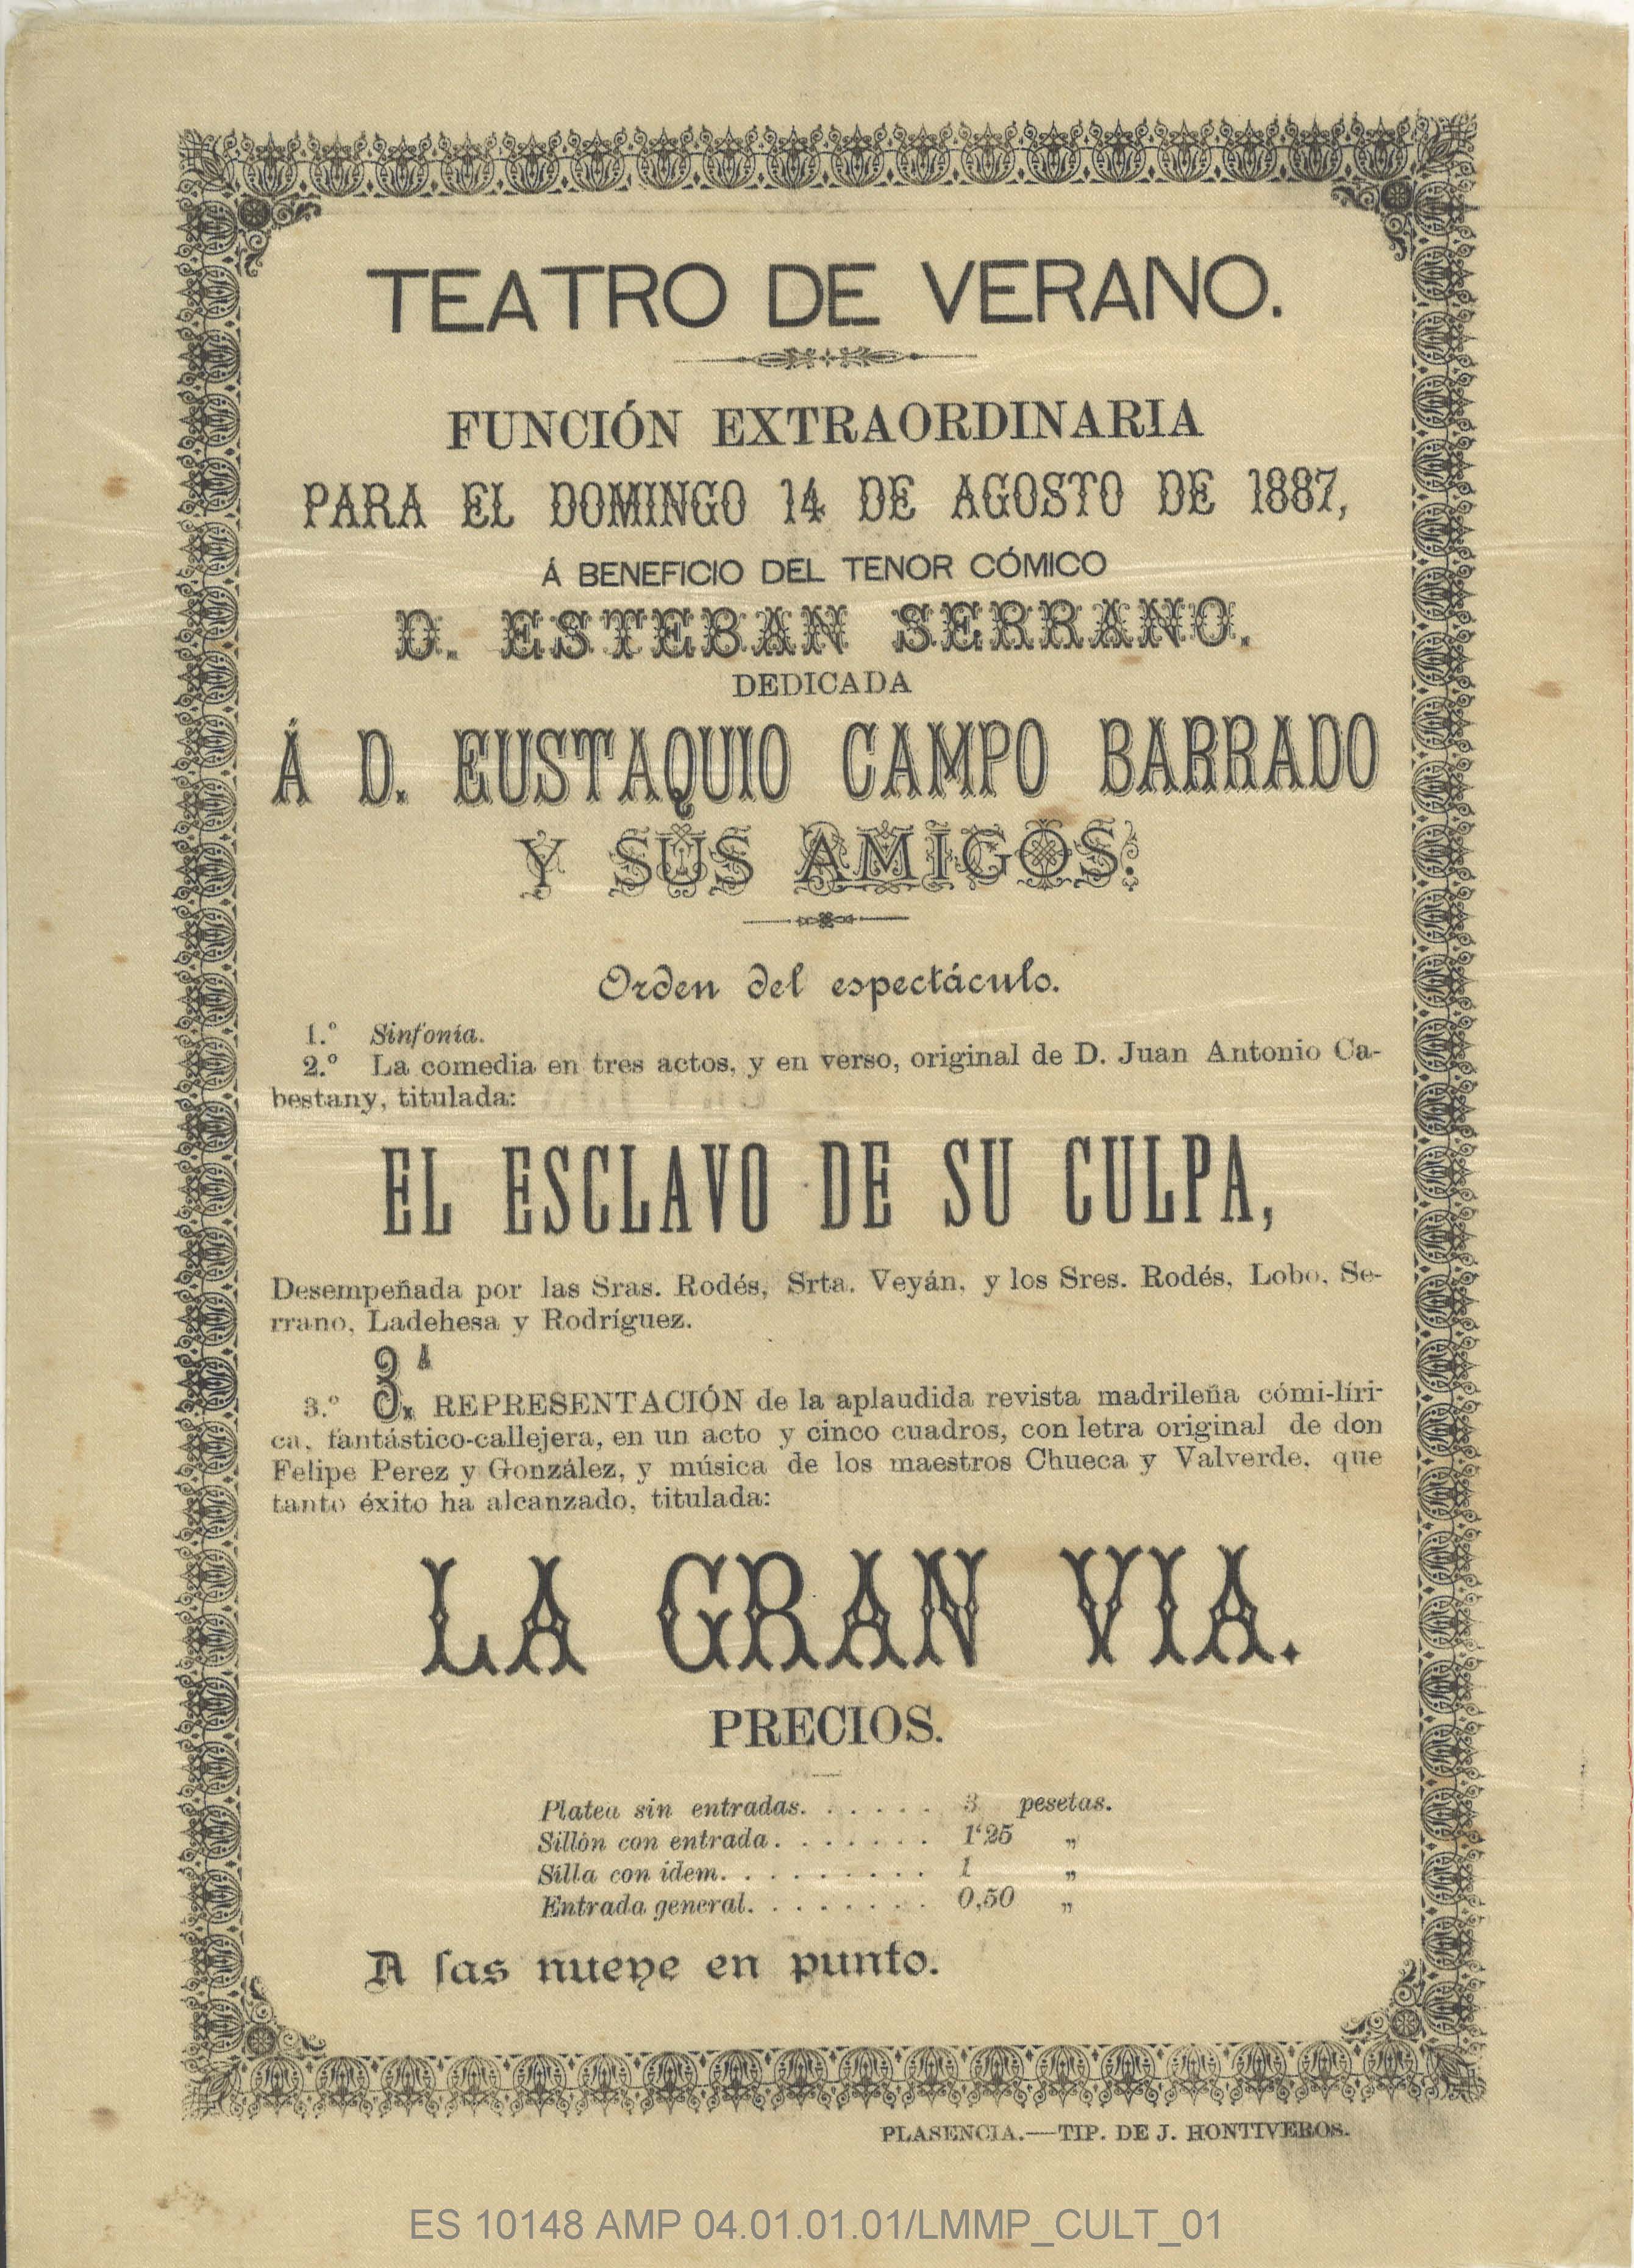 TEATRO DE VERANO.
FUNCIÓN EXTRAORDINARIA
PARA EL DOMINGO 14 DE AGOSTO DE 1887,
Á BENEFICIO DEL TENOR CÓMICO
D. ESTEBAN SERRANO.
DEDICADA
Á D. EUSTAQUIO CAMPO BARRADO
Y SUS AMIGOS.
Orden del espectáculo.
1.º Sinfonía.
2.º La comedia en tres actos, y en verso, original de D. Juan Antonio Ca-
bestany, titulada:
EL ESCLAVO DE SU CULPA,
Desempeñada por las Sras. Rodés, Srta. Veyán, y los Sres. Rodés, Lobo, Se-
rrano, Ladehesa y Rodríguez.
3.º 3.ª REPRESENTACIÓN de la aplaudida revista madrileña cómi-líri-
ca, fantástico-callejera, en un acto y cinco cuadros, con letra original de don
Felipe Perez y González, y música de los maestros Chueca y Valverde, que
tanto éxito ha alcanzado, titulada:
LA GRAN VIA.
PRECIOS.
Platea sin entradas. . . . . . 3 pesetas.
Sillón con entrada . . . . . . . 1‘25 „
Silla con idem. . . . . . . . . 1 „
Entrada general. . . . . . . . 0,50 „
A las nueve en punto.
PLASENCIA.—TIP. DE J. HONTIVEROS.
ES 10148 AMP 04.01.01.01/LMMP_CULT_01